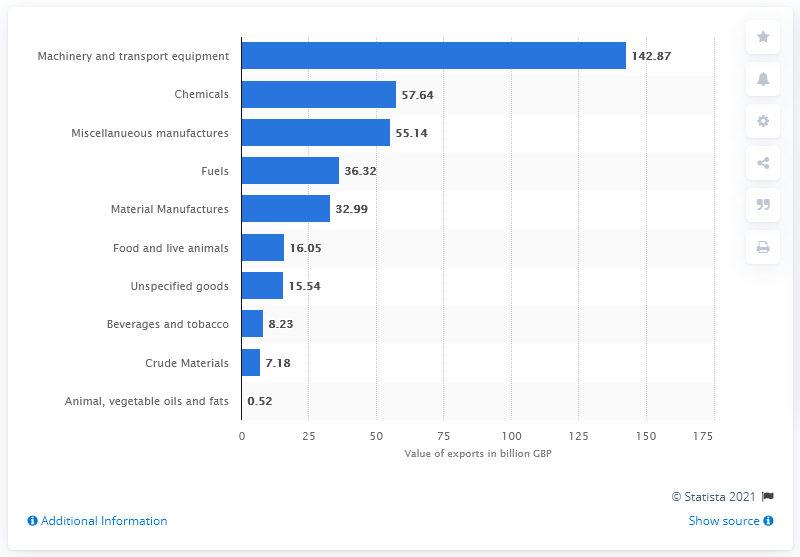 Machinery and transport equipment 142.87
Chemicals 57.64
Miscellanueous manufactures 55.14
Fuels 36.32
Material Manufactures 32.99
Food and live animals 16.05
Unspecified goods 15.54
Beverages and tobacco 8.23
Crude Materials 7.18
Animal, vegetable oils and fats 0.52
0 25 50 75 100 125 150 175
Value of exports in billion GBP
© Statista 2021
Additional Information Show source